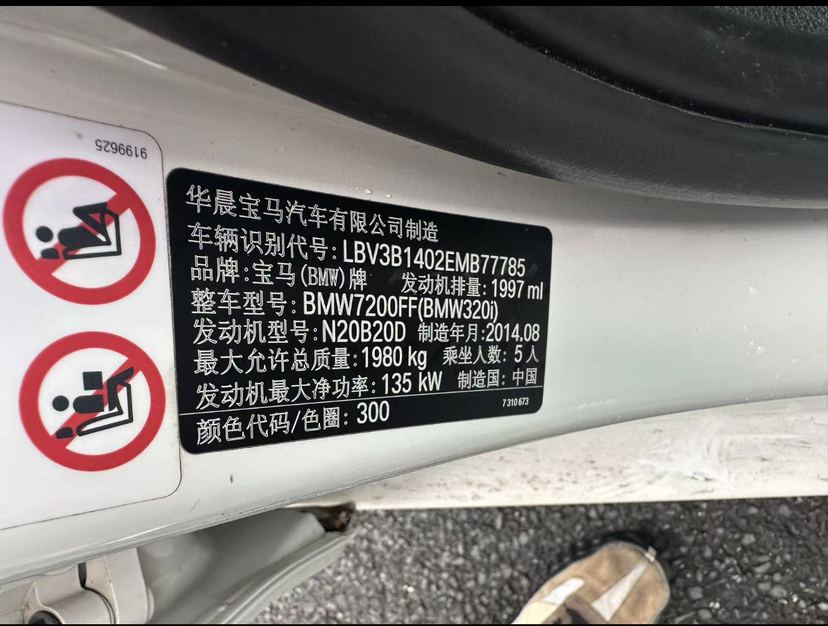 9199625
华晨宝马汽车有限公司制造
车辆识别代号: LBV3B1402EMB77785
品牌: 宝马(BMW)牌 发动机排量: 1997 ml
整车型号: BMW7200FF(BMW320i)
发动机型号: N20B20D 制造年月: 2014.08
最大允许总质量: 1980 kg 乘坐人数: 5 人
发动机最大净功率: 135 kW 制造国: 中国
颜色代码/色圈: 300
7310673